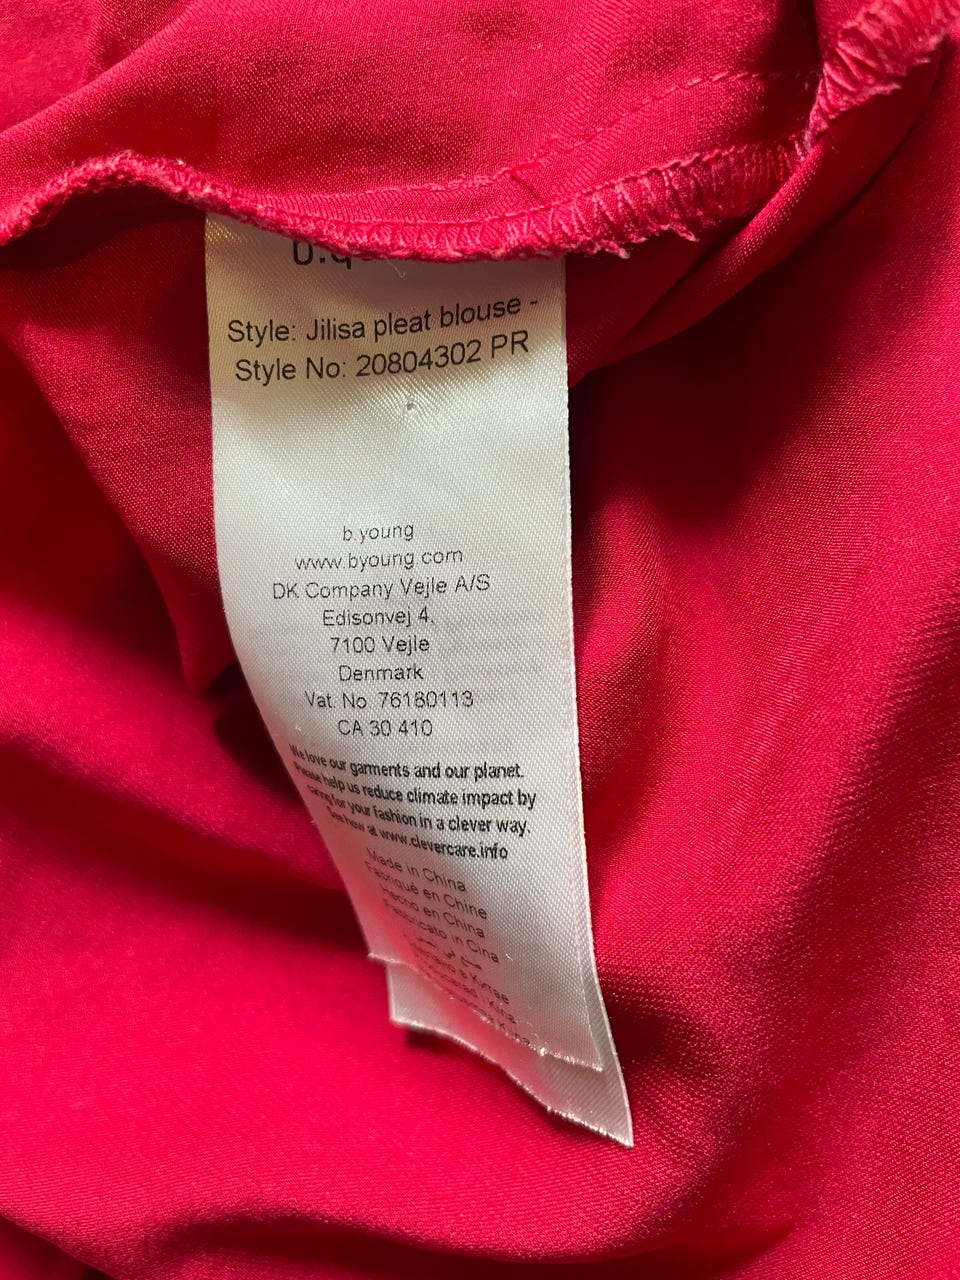 Style: Jilisa pleat blouse -
Style No: 20804302 PR
b.young
www.byoung.com
DK Company Vejle A/S
Edisonvej 4,
7100 Vejle
Denmark
Vat. No 76180113
CA 30 410
We love our garments and our planet.
Please help us reduce climate impact by
caring for your fashion in a clever way.
See how at www.clevercare.info
Made in China
Fabriqué en Chine
Hecho en China
Fabbricato in Cina